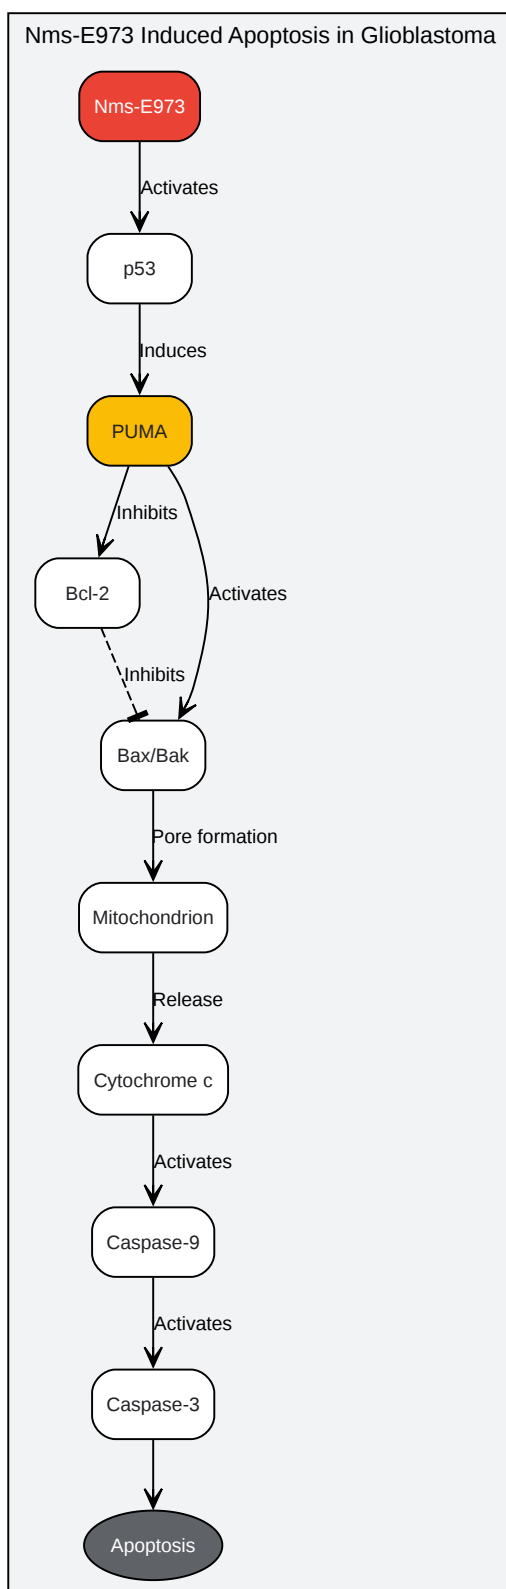 Nms-E973 Induced Apoptosis in Glioblastoma
Nms-E973
Activates
p53
Induces
PUMA
Inhibits
Bcl-2
Activates
Inhibits
Bax/Bak
Pore formation
Mitochondrion
Release
Cytochrome c
Activates
Caspase-9
Activates
Caspase-3
Apoptosis